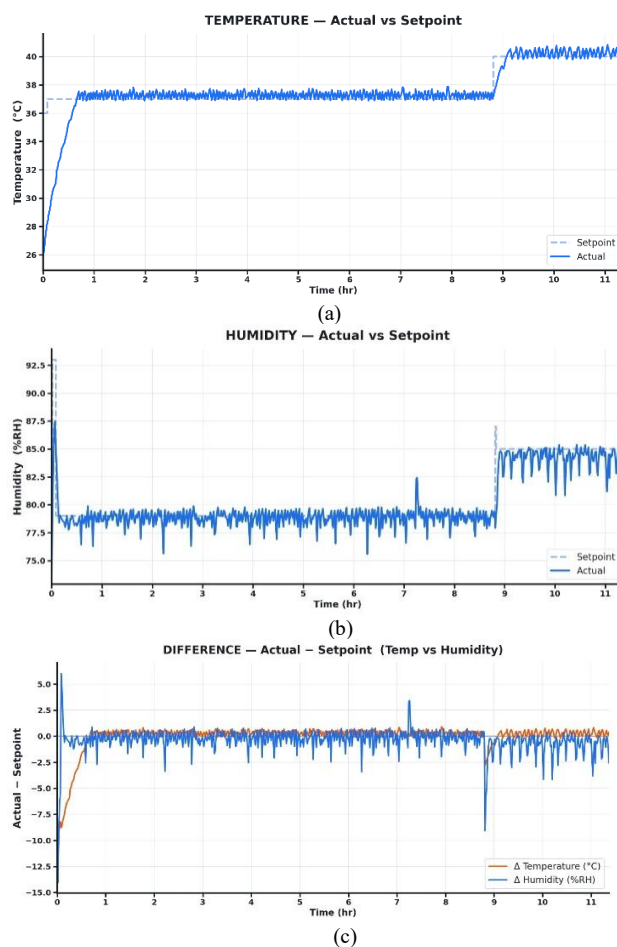 TEMPERATURE — Actual vs Setpoint
40
38
36
34
32
30
28
26
Temperature (°C)
0 1 2 3 4 5 6 7 8 9 10 11
Time (hr)
Setpoint
Actual
(a)
HUMIDITY — Actual vs Setpoint
92.5
90.0
87.5
85.0
82.5
80.0
77.5
75.0
Humidity (%RH)
0 1 2 3 4 5 6 7 8 9 10 11
Time (hr)
Setpoint
Actual
(b)
DIFFERENCE — Actual − Setpoint (Temp vs Humidity)
5.0
2.5
0.0
−2.5
−5.0
−7.5
−10.0
−12.5
−15.0
Actual − Setpoint
0 1 2 3 4 5 6 7 8 9 10 11
Time (hr)
Δ Temperature (°C)
Δ Humidity (%RH)
(c)